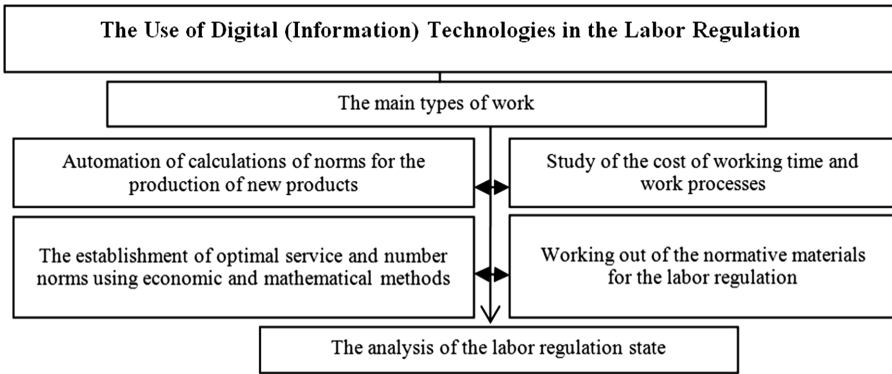 The Use of Digital (Information) Technologies in the Labor Regulation
The main types of work
Automation of calculations of norms for the
production of new products
Study of the cost of working time and
work processes
The establishment of optimal service and number
norms using economic and mathematical methods
Working out of the normative materials
for the labor regulation
The analysis of the labor regulation state